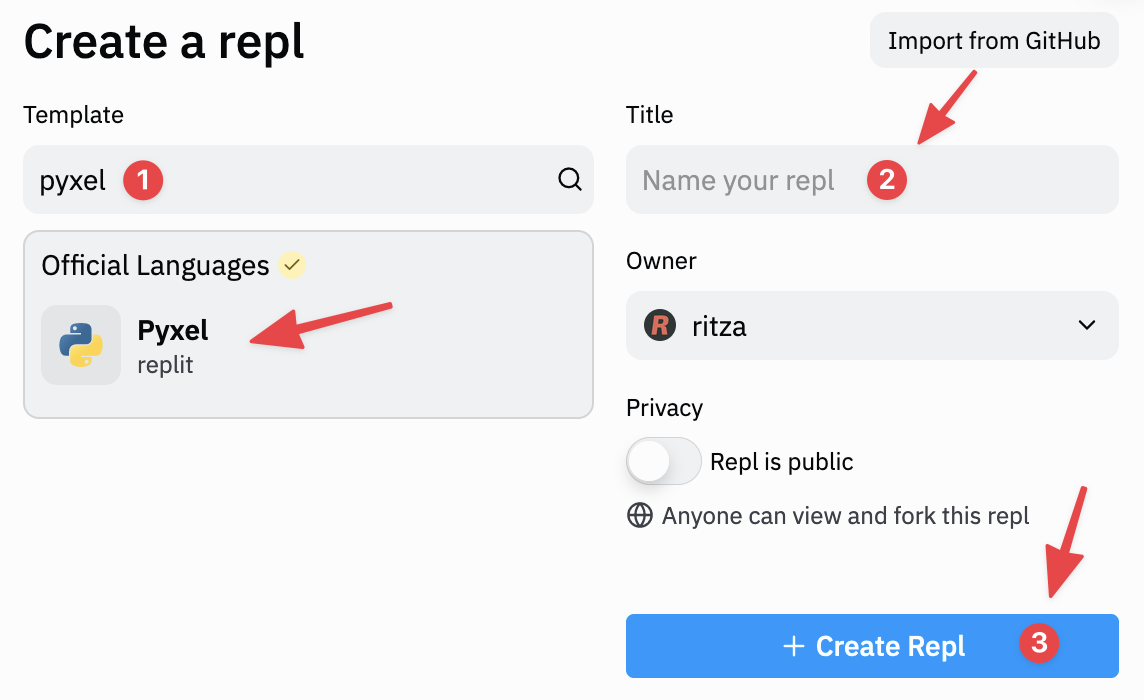 Create a repl
Import from GitHub
Template
pyxel 1
Official Languages
Pyxel
replit
Title
Name your repl 2
Owner
R ritza
Privacy
Repl is public
Anyone can view and fork this repl
+ Create Repl 3